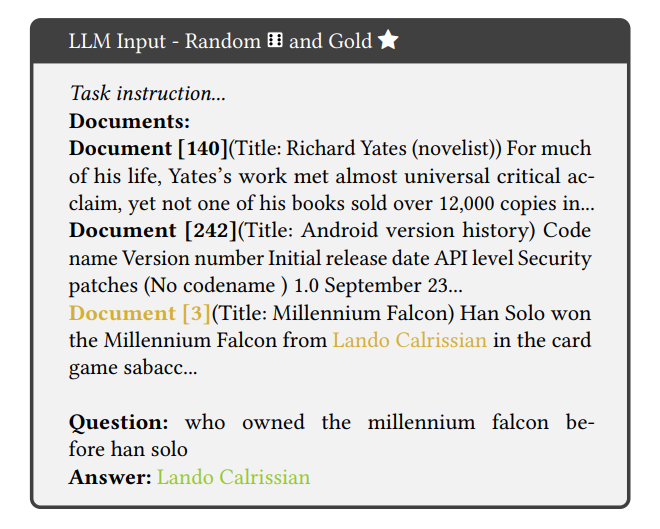 LLM Input - Random 🎲 and Gold ★
Task instruction...
Documents:
Document [140](Title: Richard Yates (novelist)) For much
of his life, Yates's work met almost universal critical ac-
claim, yet not one of his books sold over 12,000 copies in...
Document [242](Title: Android version history) Code
name Version number Initial release date API level Security
patches (No codename ) 1.0 September 23...
Document [3](Title: Millennium Falcon) Han Solo won
the Millennium Falcon from Lando Calrissian in the card
game sabacc...
Question: who owned the millennium falcon be-
fore han solo
Answer: Lando Calrissian